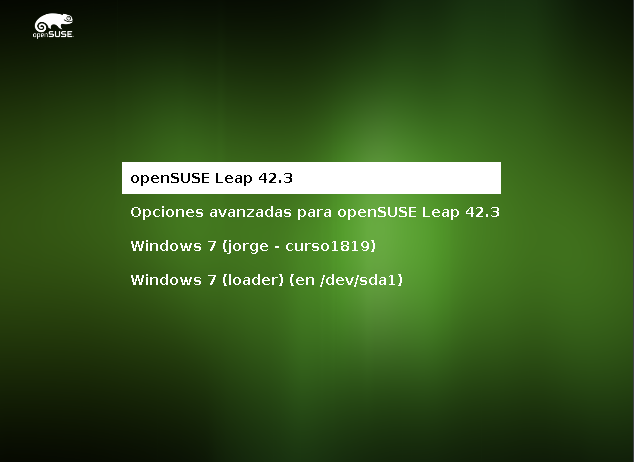 openSUSE
openSUSE Leap 42.3
Opciones avanzadas para openSUSE Leap 42.3
Windows 7 (jorge - curso1819)
Windows 7 (loader) (en /dev/sda1)